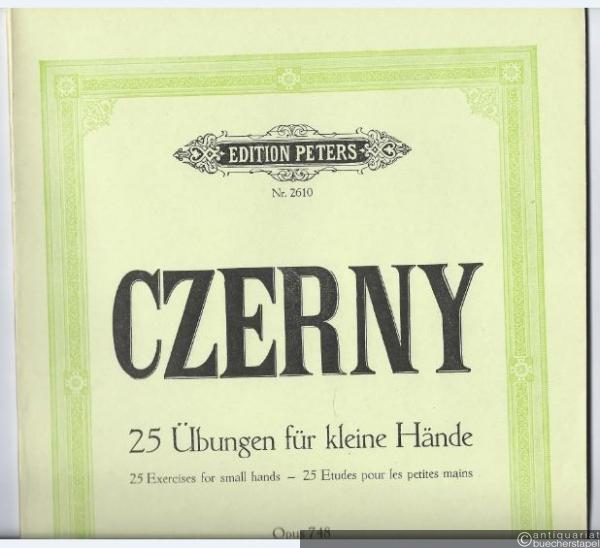 EDITION PETERS
Nr. 2610
CZERNY
25 Übungen für kleine Hände
25 Exercises for small hands – 25 Etudes pour les petites mains
Opus 748
©antiquariat
buecherstapel